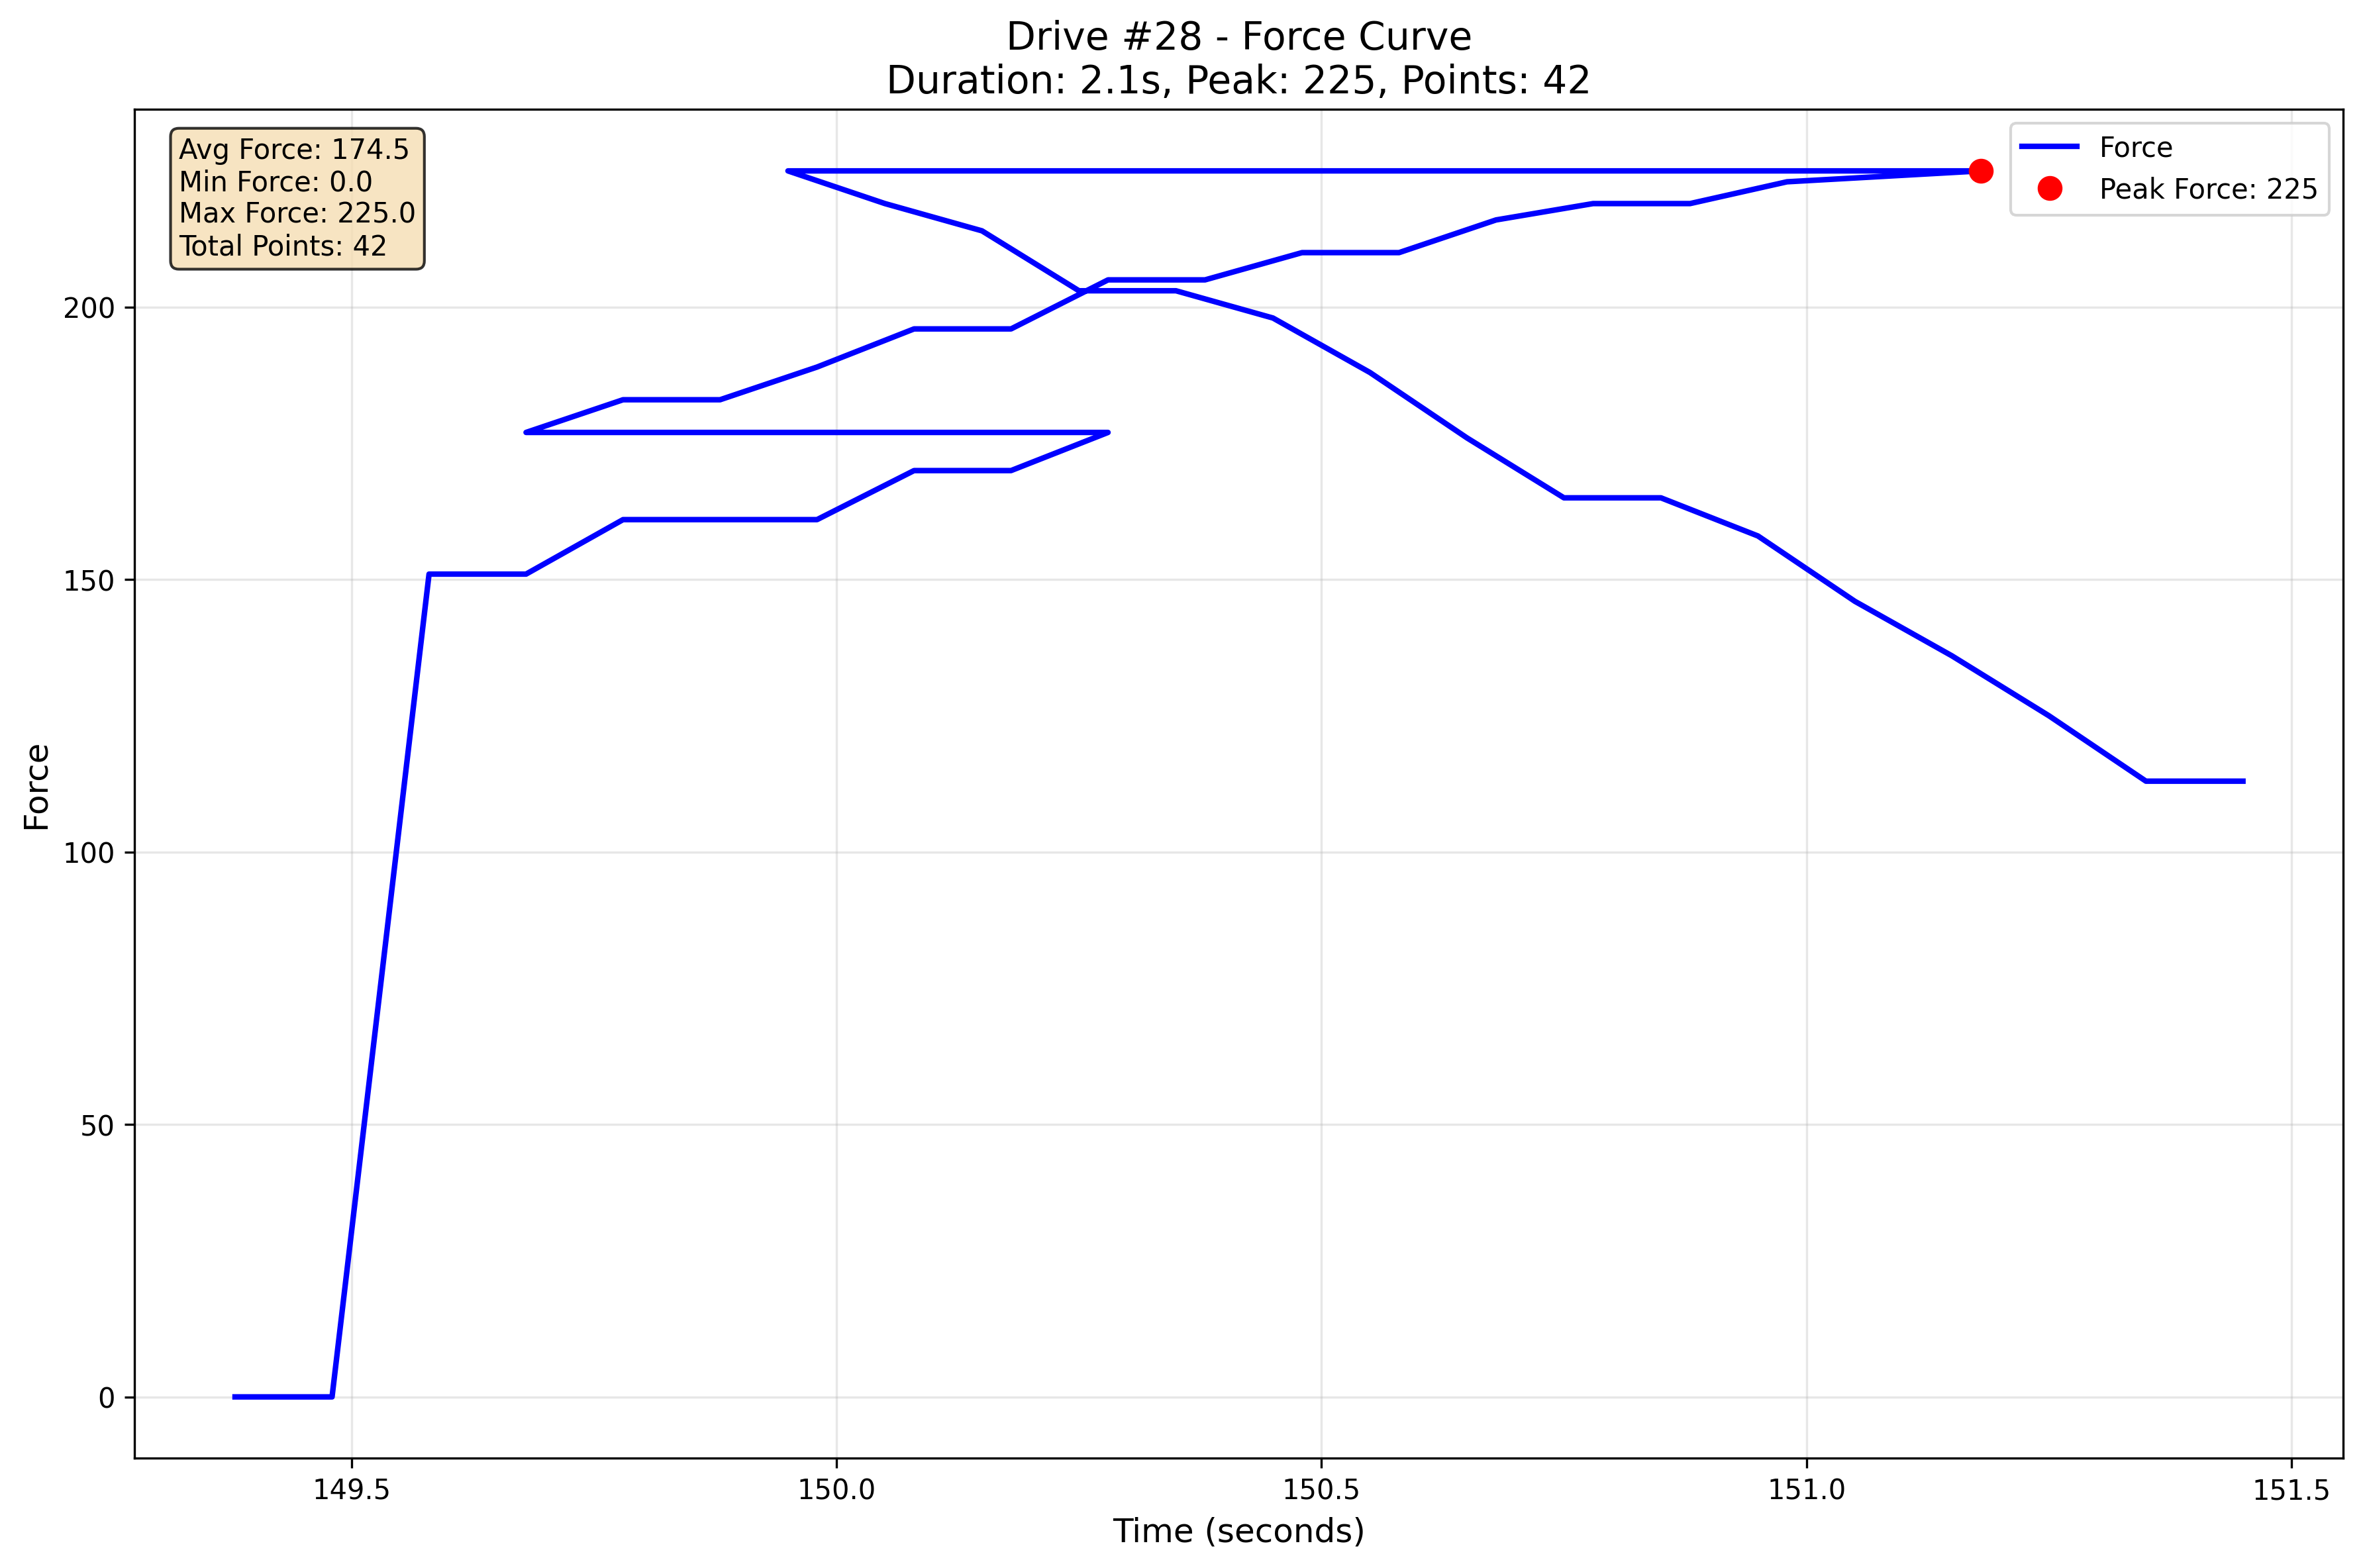 Drive #28 - Force Curve
Duration: 2.1s, Peak: 225, Points: 42
Avg Force: 174.5
Min Force: 0.0
Max Force: 225.0
Total Points: 42
Force
Peak Force: 225
200
150
100
50
0
Force
149.5
150.0
150.5
151.0
151.5
Time (seconds)